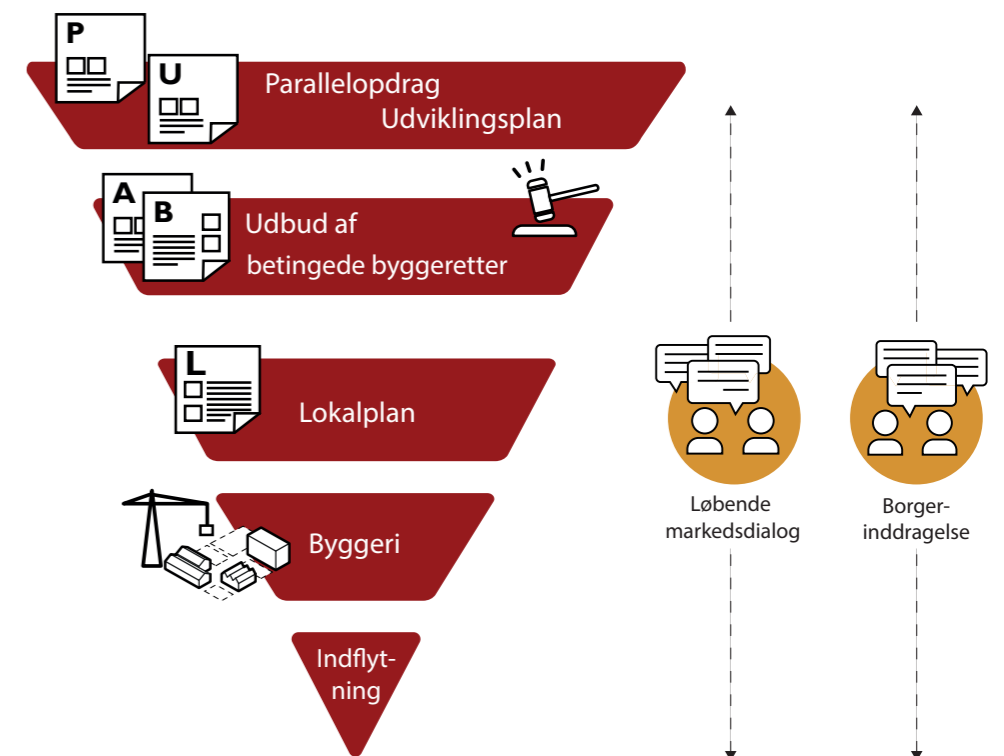 P
U
Parallelopdrag
Udviklingsplan
A
B
Udbud af
betingede byggeretter
L
Lokalplan
Byggeri
Indflyt-
ning
Løbende
markedsdialog
Borger-
inddragelse